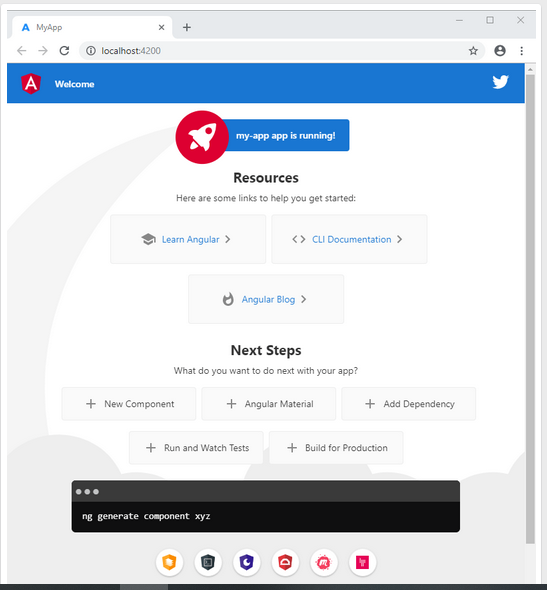 MyApp
localhost:4200
Welcome
my-app app is running!
Resources
Here are some links to help you get started:
Learn Angular
CLI Documentation
Angular Blog
Next Steps
What do you want to do next with your app?
New Component
Angular Material
Add Dependency
Run and Watch Tests
Build for Production
ng generate component xyz